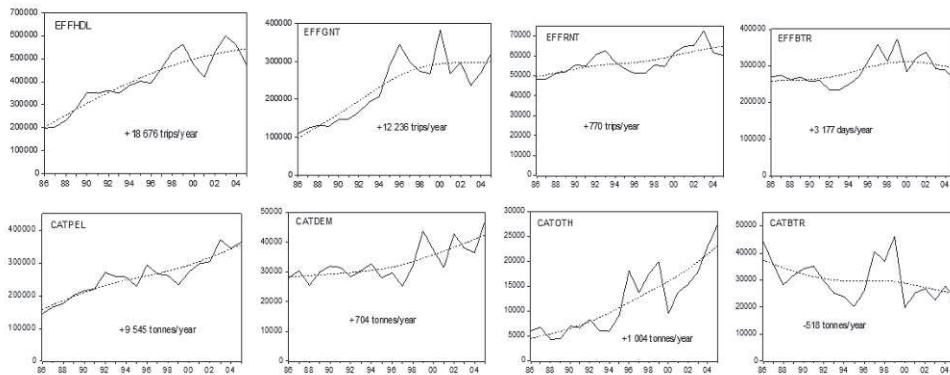 EFFHDL
700000
600000
500000
400000
300000
200000
100000
0
+18 676 trips/year
86 88 90 92 94 96 98 00 02 04
EFFGNT
400000
300000
200000
100000
0
+12 236 trips/year
86 88 90 92 94 96 98 00 02 04
EFFRNT
70000
60000
50000
40000
30000
20000
10000
0
+770 trips/year
86 88 90 92 94 96 98 00 02 04
EFFBTR
400000
300000
200000
100000
0
+3 177 days/year
86 88 90 92 94 96 98 00 02 04
CATPEL
400000
300000
200000
100000
0
+9 545 tonnes/year
86 88 90 92 94 96 98 00 02 04
CATDEM
50000
40000
30000
20000
10000
0
+704 tonnes/year
86 88 90 92 94 96 98 00 02 04
CATOTH
30000
25000
20000
15000
10000
5000
0
+1 004 tonnes/year
86 88 90 92 94 96 98 00 02 04
CATBTR
50000
40000
30000
20000
10000
0
-518 tonnes/year
86 88 90 92 94 96 98 00 02 04